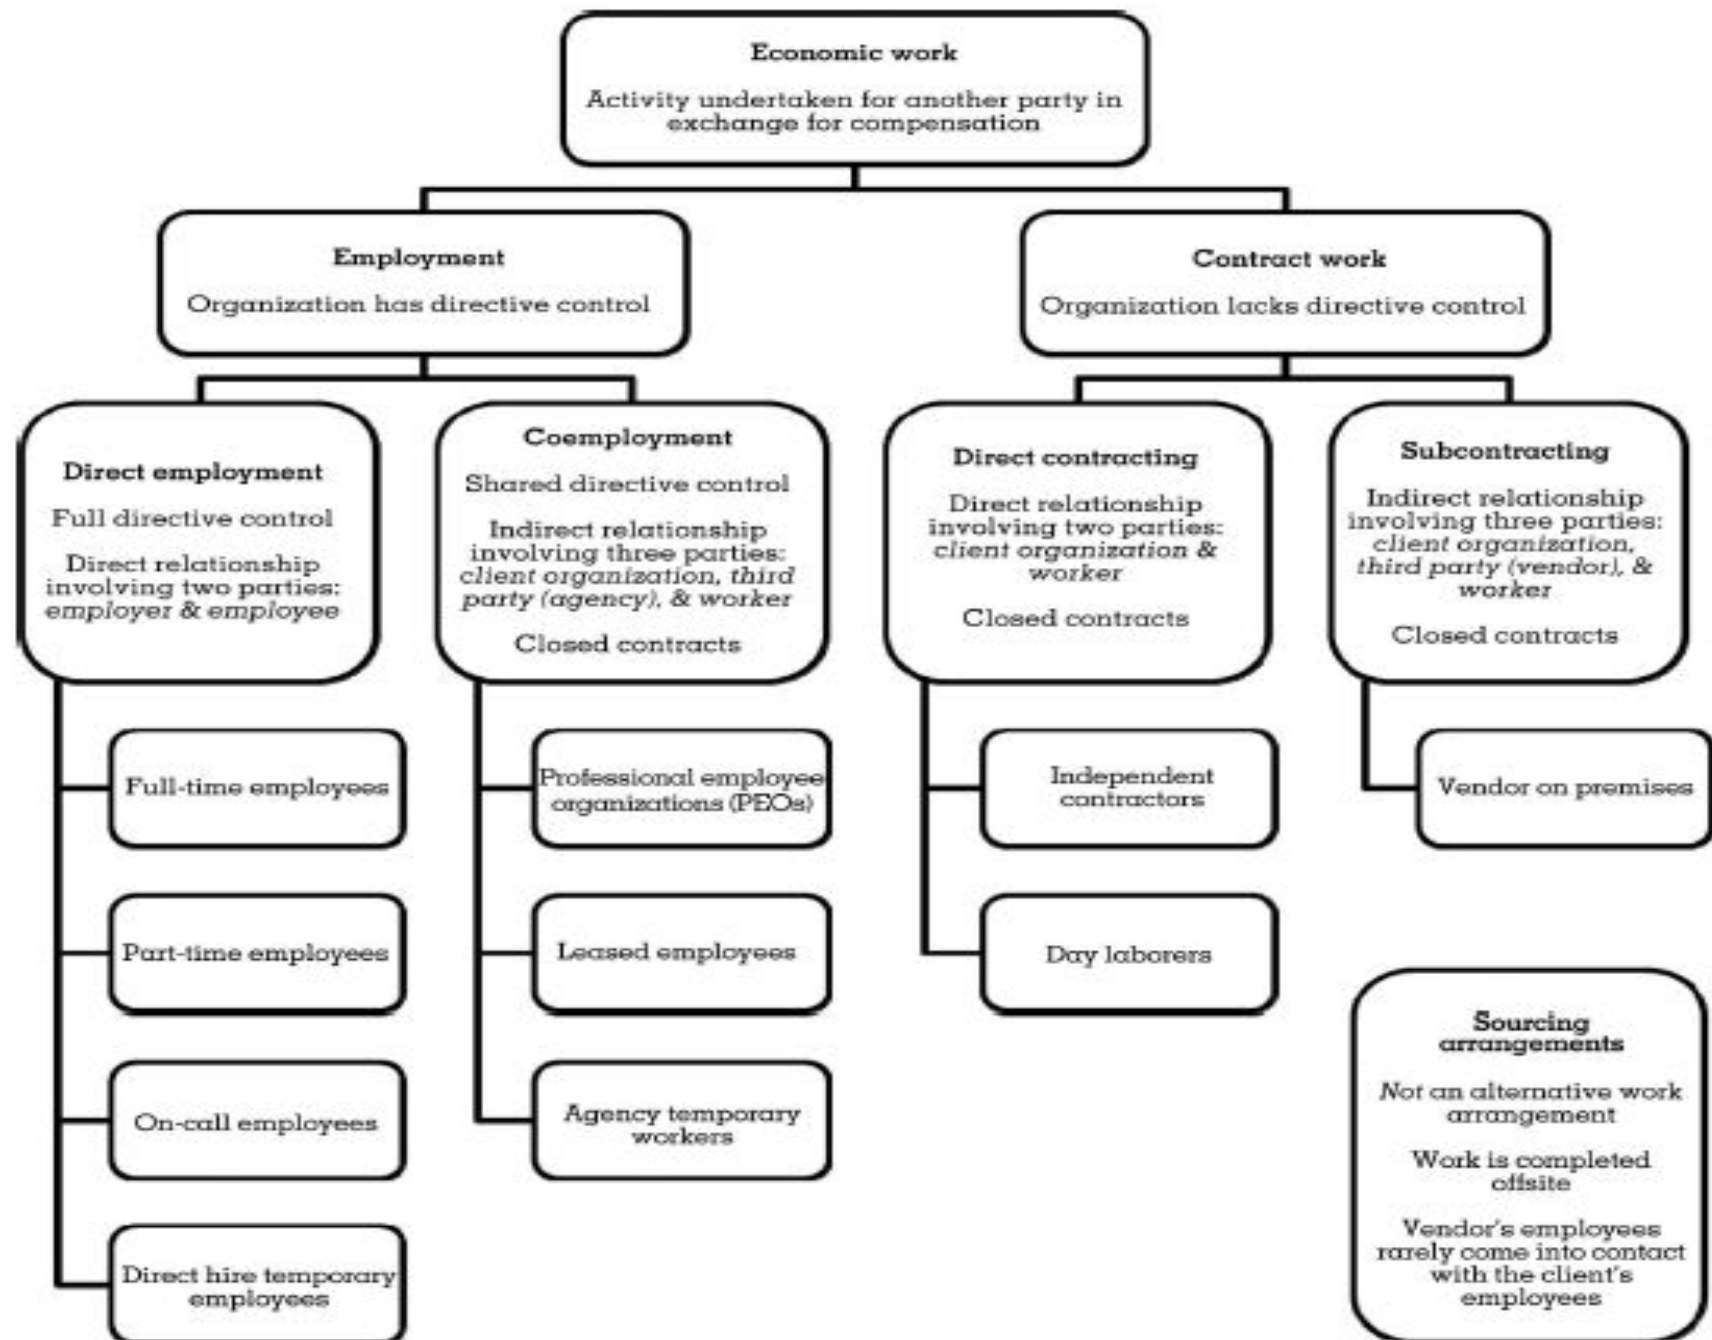 Economic work
Activity undertaken for another party in
exchange for compensation
Employment
Organization has directive control
Contract work
Organization lacks directive control
Direct employment
Full directive control
Direct relationship
involving two parties:
employer & employee
Coemployment
Shared directive control
Indirect relationship
involving three parties:
client organization, third
party (agency), & worker
Closed contracts
Direct contracting
Direct relationship
involving two parties:
client organization &
worker
Closed contracts
Subcontracting
Indirect relationship
involving three parties:
client organization,
third party (vendor), &
worker
Closed contracts
Full-time employees
Part-time employees
On-call employees
Direct hire temporary
employees
Professional employee
organizations (PEOs)
Leased employees
Agency temporary
workers
Independent
contractors
Day laborers
Vendor on premises
Sourcing
arrangements
Not an alternative work
arrangement
Work is completed
offsite
Vendor's employees
rarely come into contact
with the client's
employees